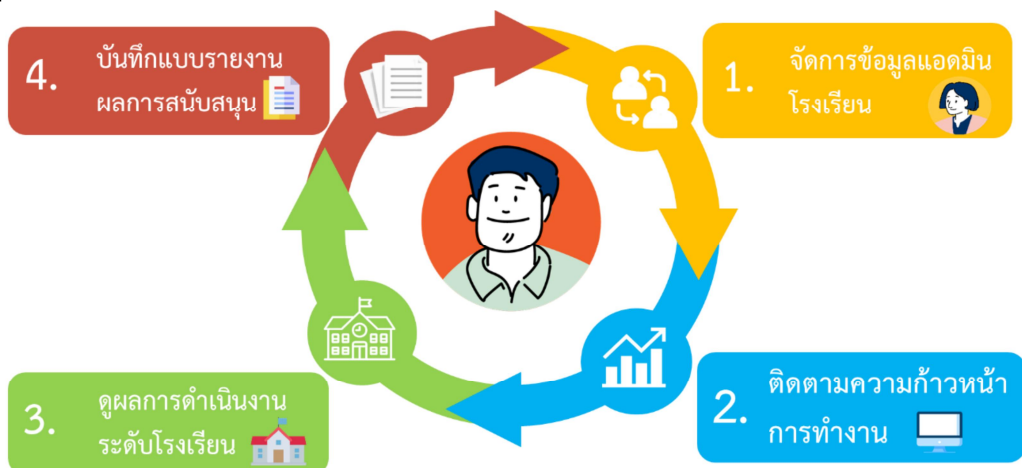 1. จัดการข้อมูลแอดมิน
โรงเรียน
2. ติดตามความก้าวหน้า
การทำงาน
3. ดูผลการดำเนินงาน
ระดับโรงเรียน
4. บันทึกแบบรายงาน
ผลการสนับสนุน